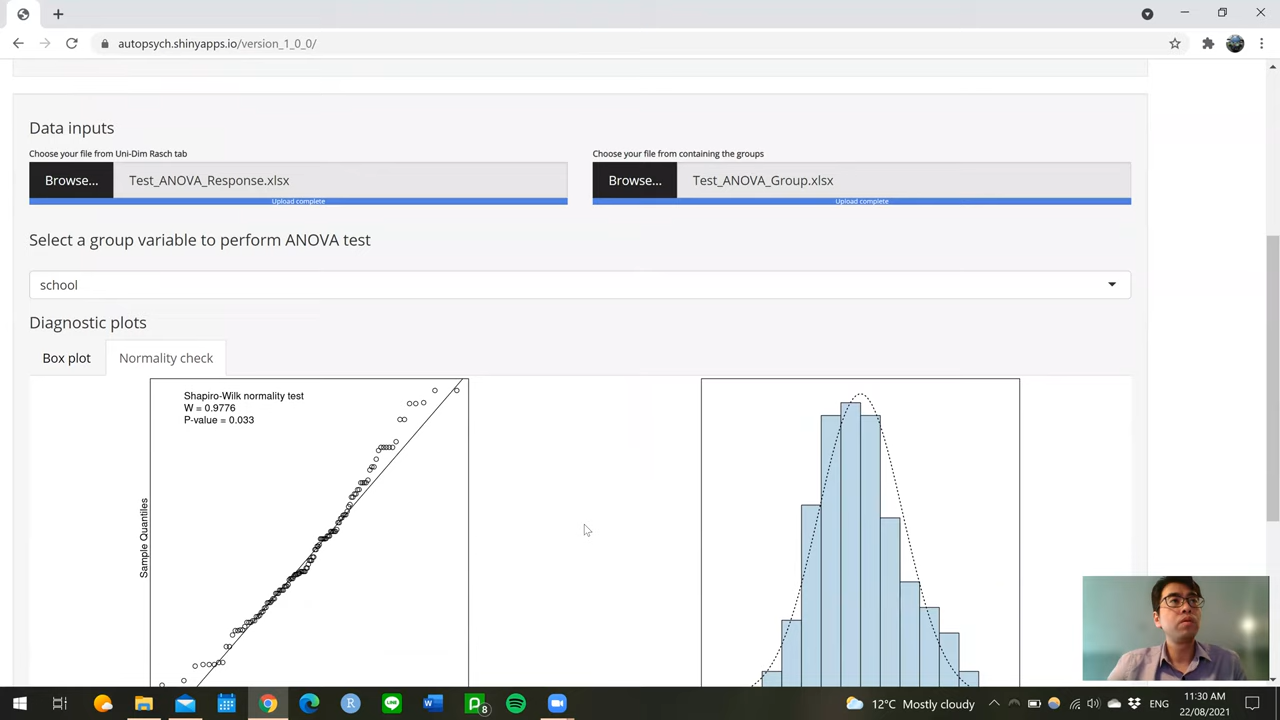 autopsych.shinyapps.io/version_1_0_0/
Data inputs
Choose your file from Uni-Dim Rasch tab
Browse...
Test_ANOVA_Response.xlsx
Upload complete
Choose your file from containing the groups
Browse...
Test_ANOVA_Group.xlsx
Upload complete
Select a group variable to perform ANOVA test
school
Diagnostic plots
Box plot
Normality check
Shapiro-Wilk normality test
W = 0.9776
P-value = 0.033
Sample Quantiles
12°C Mostly cloudy
ENG
11:30 AM
22/08/2021
8